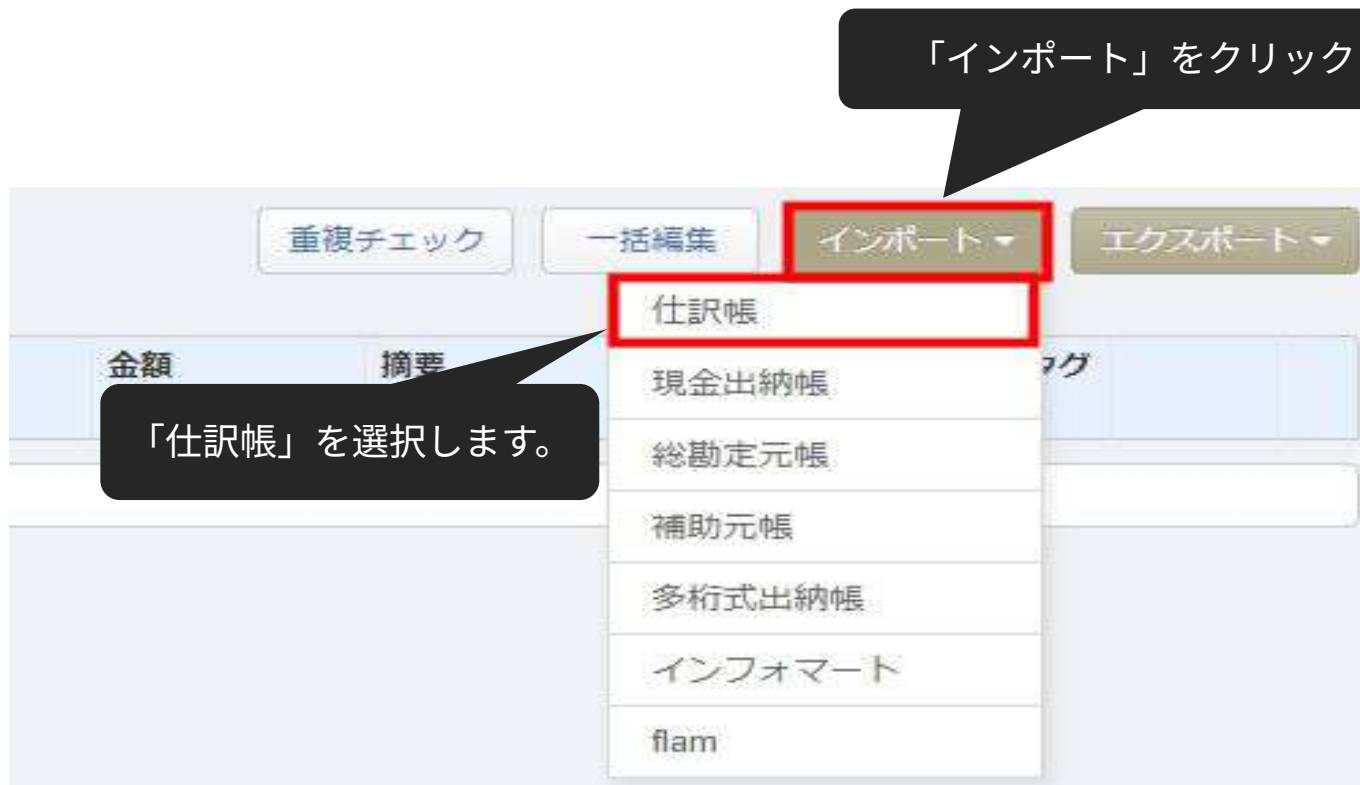 「インポート」をクリック
重複チェック
一括編集
インポート
エクスポート
仕訳帳
金額
摘要
タグ
現金出納帳
「仕訳帳」を選択します。
総勘定元帳
補助元帳
多桁式出納帳
インフォマート
flam